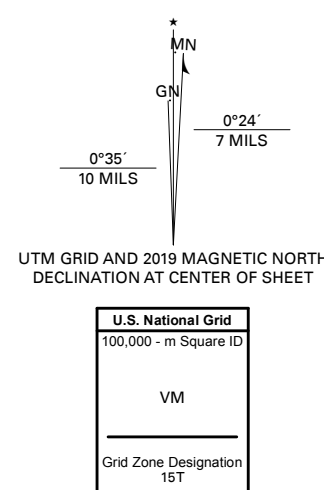 ★
MN
GN
0°24´
7 MILS
0°35´
10 MILS
UTM GRID AND 2019 MAGNETIC NORTH
DECLINATION AT CENTER OF SHEET
U.S. National Grid
100,000 - m Square ID
VM
Grid Zone Designation
15T